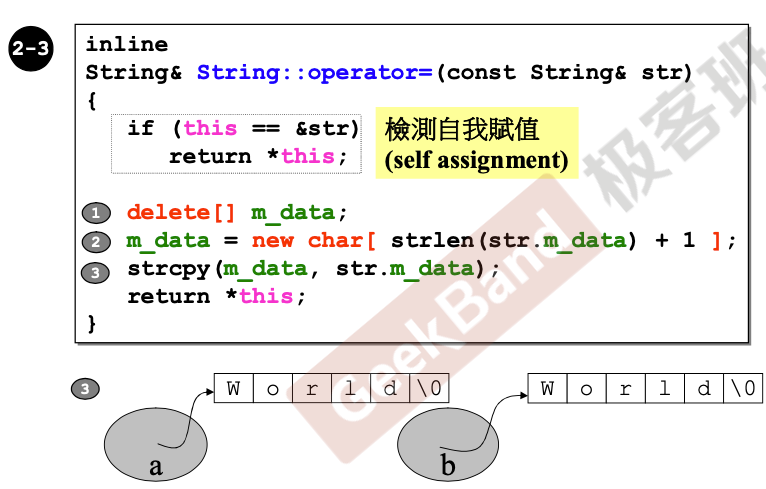 2-3
inline
String& String::operator=(const String& str)
{
if (this == &str)
return *this;
檢測自我賦值
(self assignment)
1 delete[] m_data;
2 m_data = new char[ strlen(str.m_data) + 1 ];
3 strcpy(m_data, str.m_data);
return *this;
}
3 W o r l d \0 W o r l d \0
a b
GeekBand 极客班